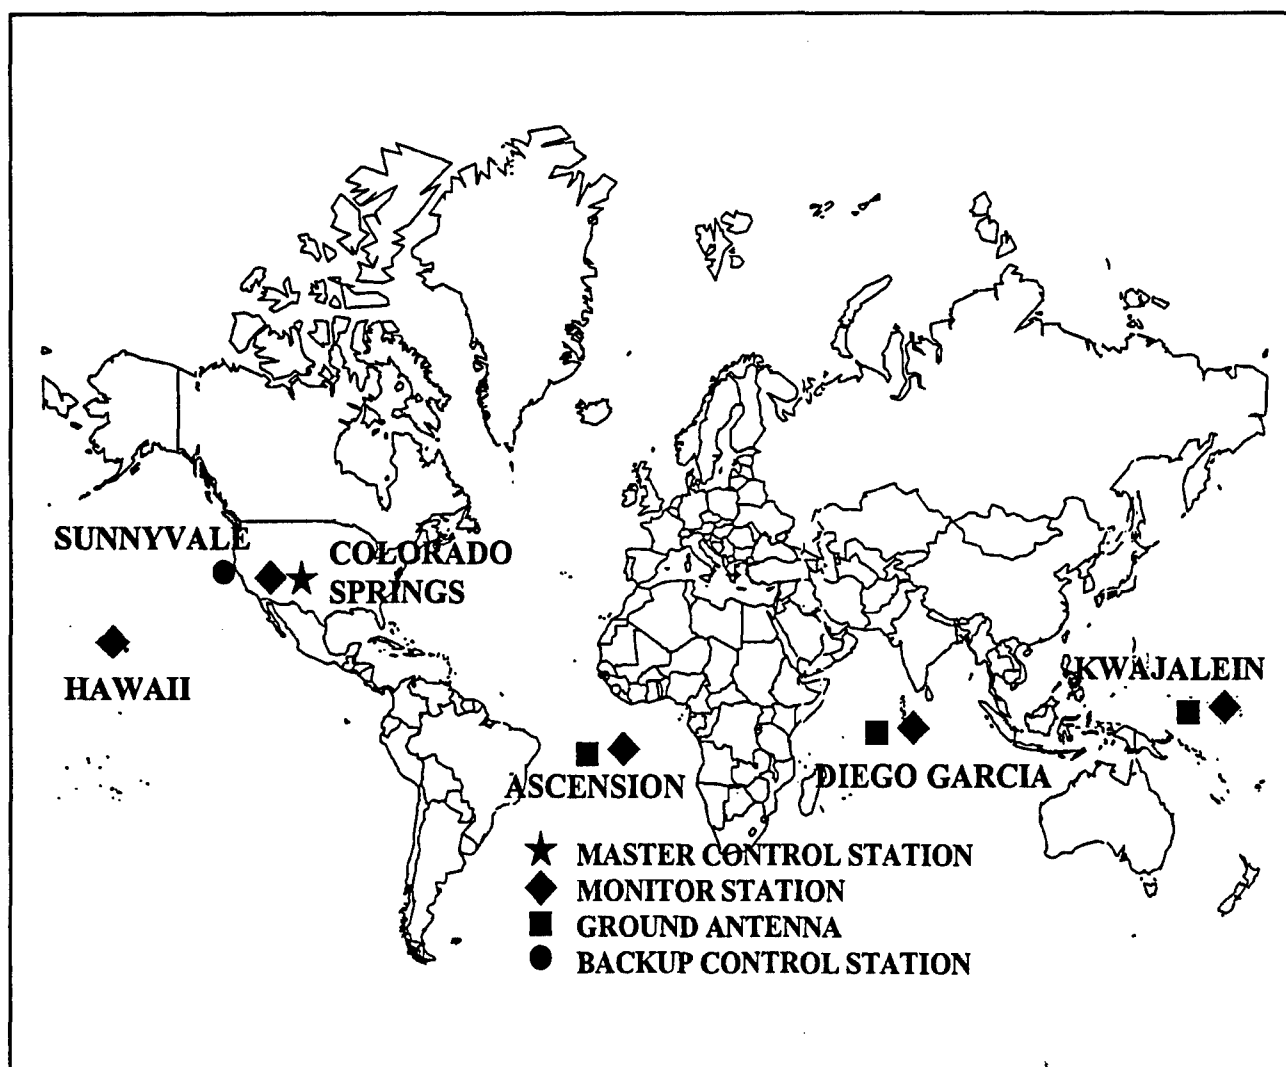 SUNNYVALE
COLORADO
SPRINGS
HAWAII
KWAJALEIN
ASCENSION
DIEGO GARCIA
MASTER CONTROL STATION
MONITOR STATION
GROUND ANTENNA
BACKUP CONTROL STATION